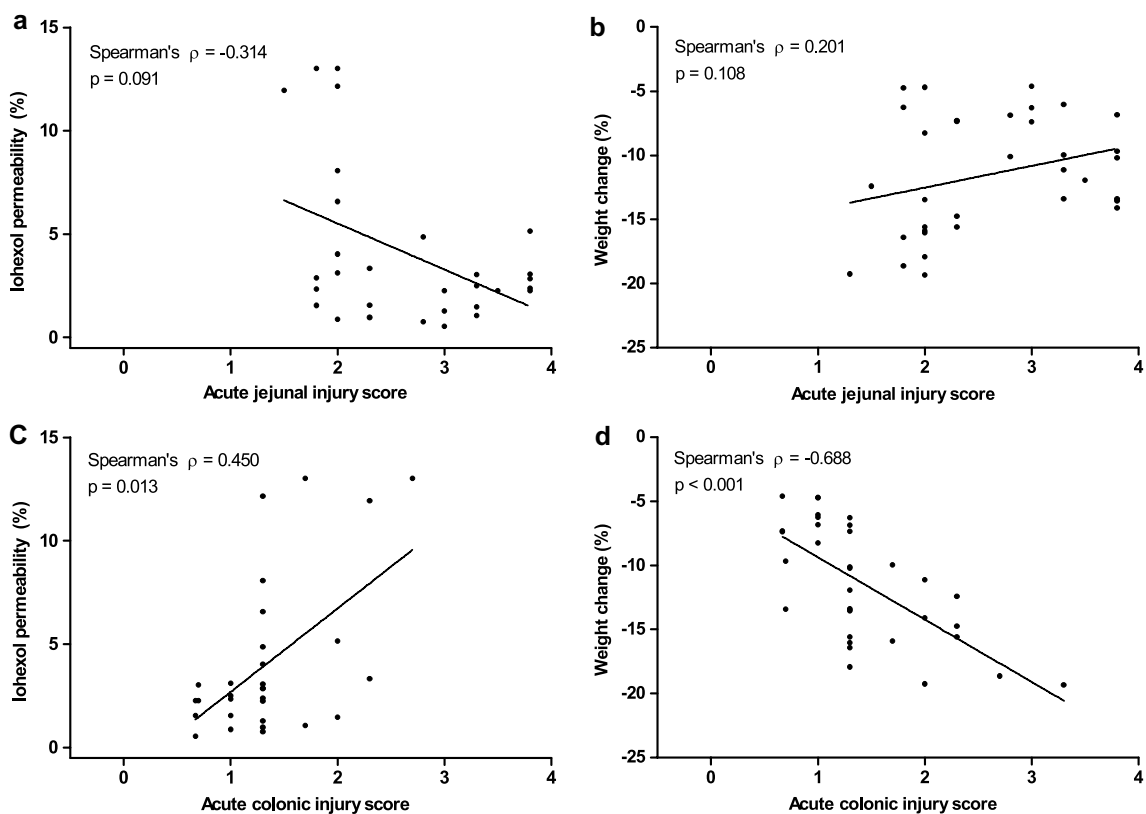 a
Spearman's ρ = -0.314
p = 0.091
Iohexol permeability (%)
15
10
5
0
0 1 2 3 4
Acute jejunal injury score
b
Spearman's ρ = 0.201
p = 0.108
Weight change (%)
0
-5
-10
-15
-20
-25
0 1 2 3 4
Acute jejunal injury score
C
Spearman's ρ = 0.450
p = 0.013
Iohexol permeability (%)
15
10
5
0
0 1 2 3 4
Acute colonic injury score
d
Spearman's ρ = -0.688
p < 0.001
Weight change (%)
0
-5
-10
-15
-20
-25
0 1 2 3 4
Acute colonic injury score